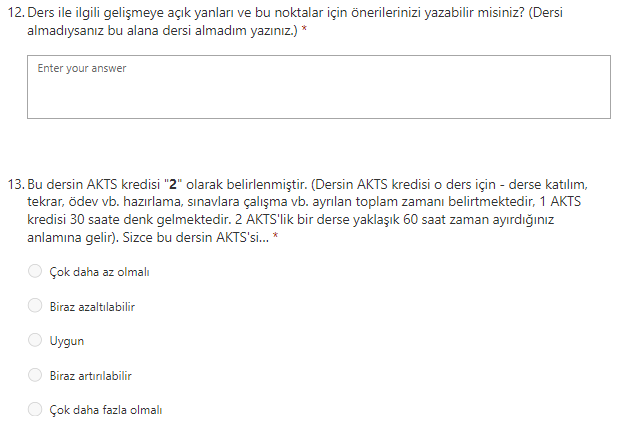 12. Ders ile ilgili gelişmeye açık yanları ve bu noktalar için önerilerinizi yazabilir misiniz? (Dersi
almadıysanız bu alana dersi almadım yazınız.) *
Enter your answer
13. Bu dersin AKTS kredisi "2" olarak belirlenmiştir. (Dersin AKTS kredisi o ders için - derse katılım,
tekrar, ödev vb. hazırlama, sınavlara çalışma vb. ayrılan toplam zamanı belirtmektedir, 1 AKTS
kredisi 30 saate denk gelmektedir. 2 AKTS'lik bir derse yaklaşık 60 saat zaman ayırdığınız
anlamına gelir). Sizce bu dersin AKTS'si... *
Çok daha az olmalı
Biraz azaltılabilir
Uygun
Biraz artırılabilir
Çok daha fazla olmalı